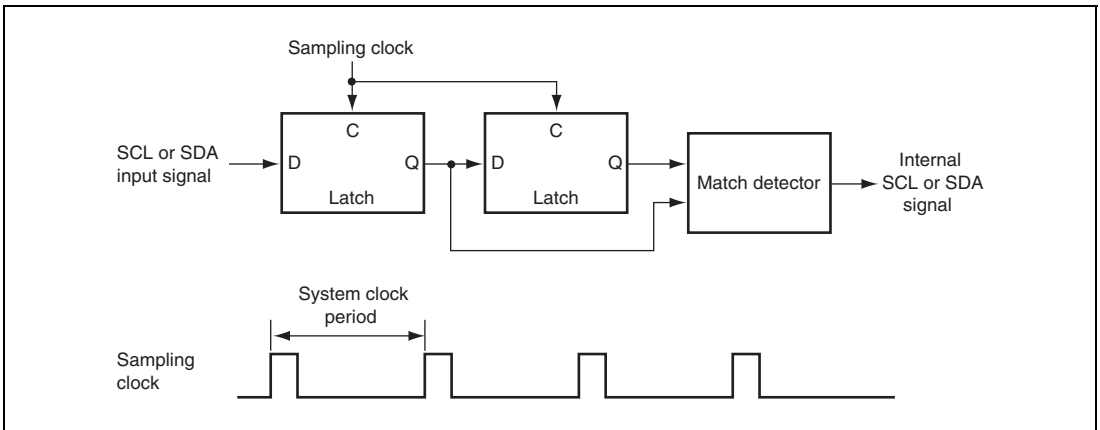 Sampling clock
SCL or SDA
input signal
C
D
Q
Latch
C
D
Q
Latch
Match detector
Internal
SCL or SDA
signal
System clock
period
Sampling
clock